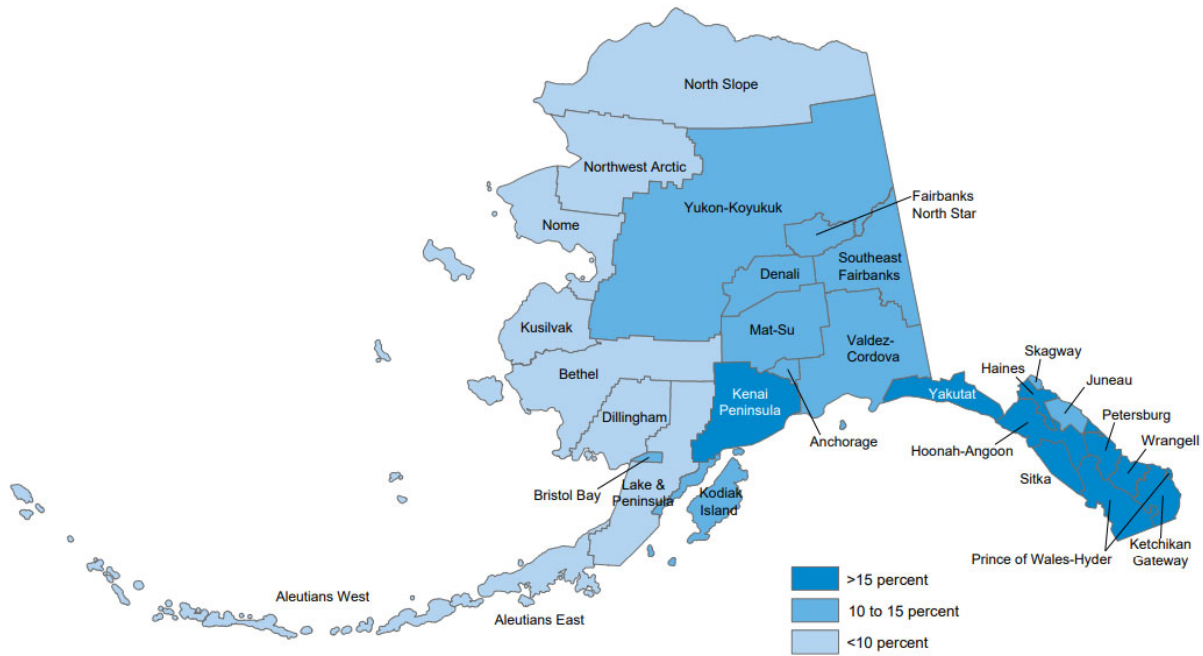 North Slope
Northwest Arctic
Fairbanks
North Star
Yukon-Koyukuk
Nome
Southeast
Fairbanks
Denali
Kusilvak
Mat-Su
Valdez-
Cordova
Skagway
Haines
Juneau
Bethel
Kenai
Peninsula
Yakutat
Petersburg
Dillingham
Anchorage
Wrangell
Hoonah-Angoon
Sitka
Bristol Bay
Lake &
Peninsula
Kodiak
Island
Prince of Wales-Hyder
Ketchikan
Gateway
Aleutians West
Aleutians East
>15 percent
10 to 15 percent
<10 percent